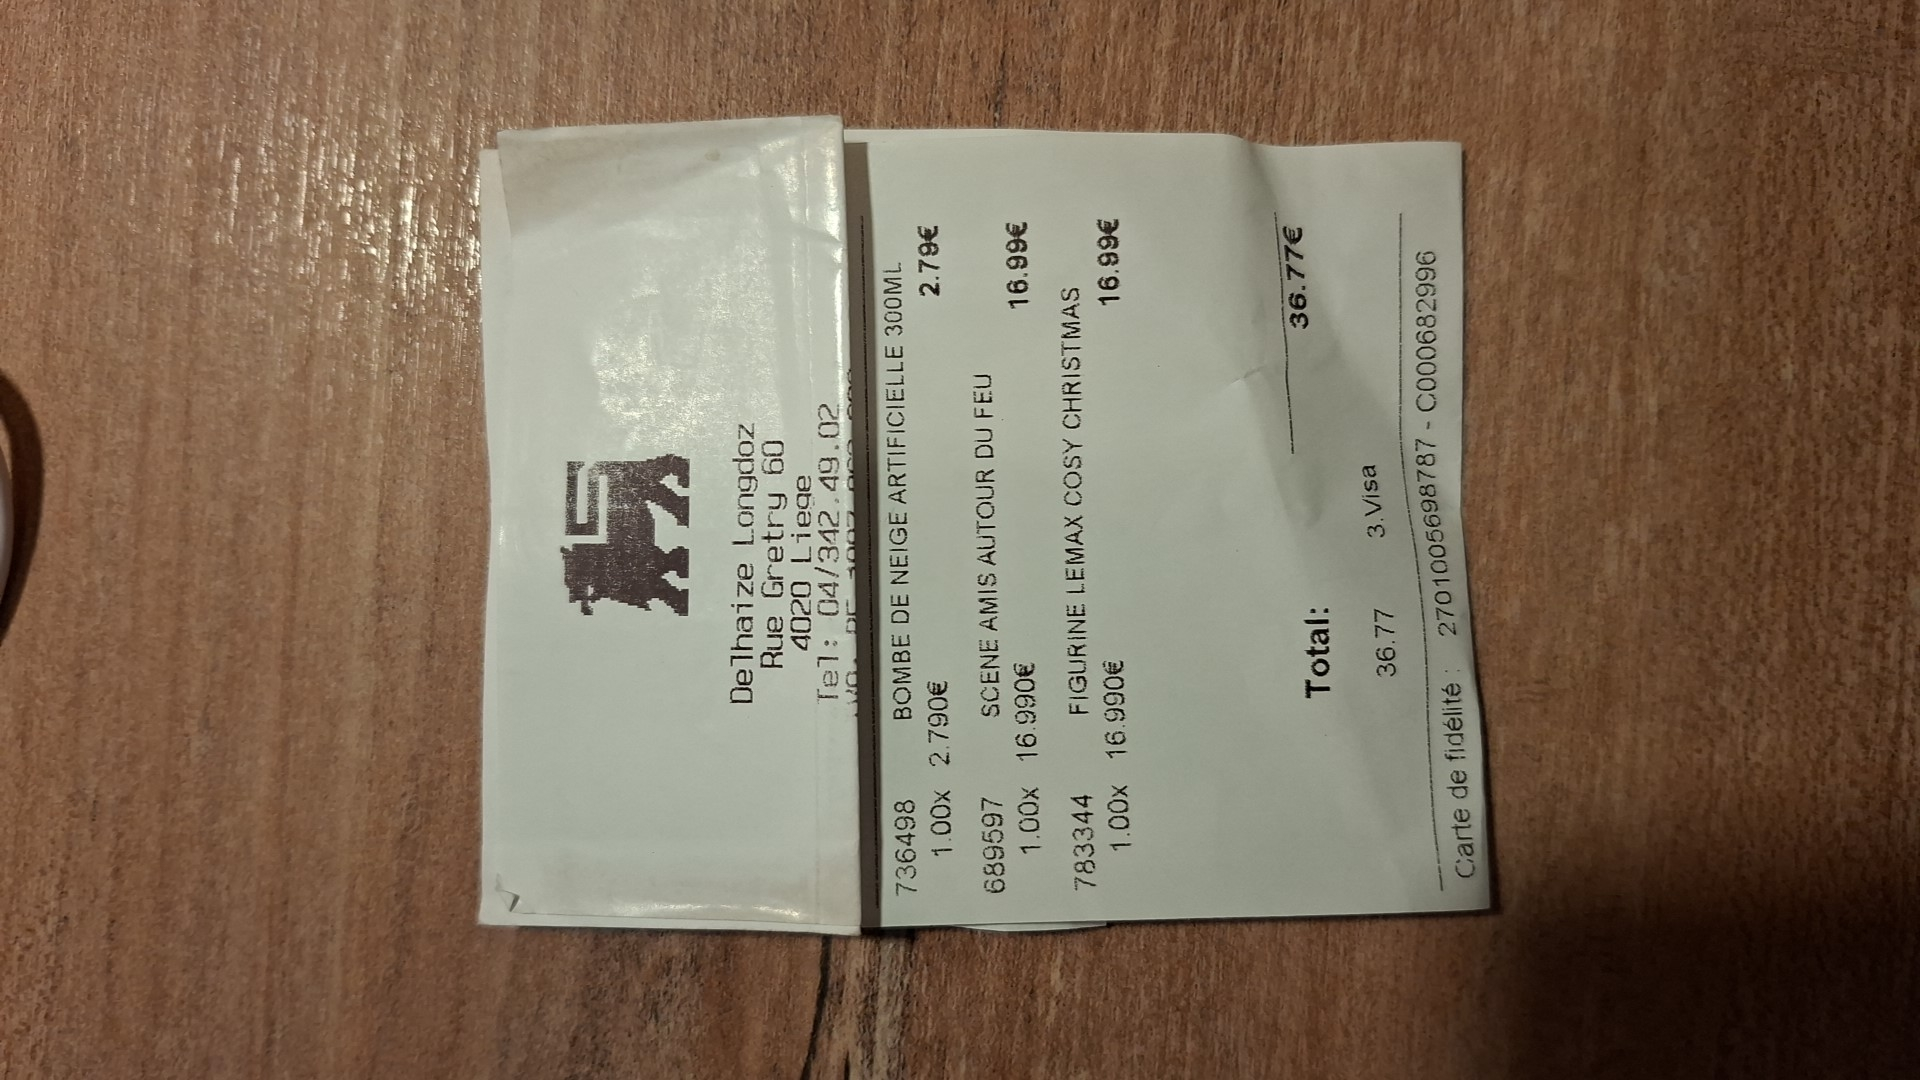 Delhaize Longdoz
Rue Gretry 60
4020 Liege
Tel: 04/342.49.02
736498 BOMBE DE NEIGE ARTIFICIELLE 300ML
1.00x 2.790€ 2.79€
689597 SCENE AMIS AUTOUR DU FEU
1.00x 16.990€ 16.99€
783344 FIGURINE LEMAX COSY CHRISTMAS
1.00x 16.990€ 16.99€
Total: 36.77€
36.77 3.Visa
Carte de fidélité : 2701005698787 - C000682996